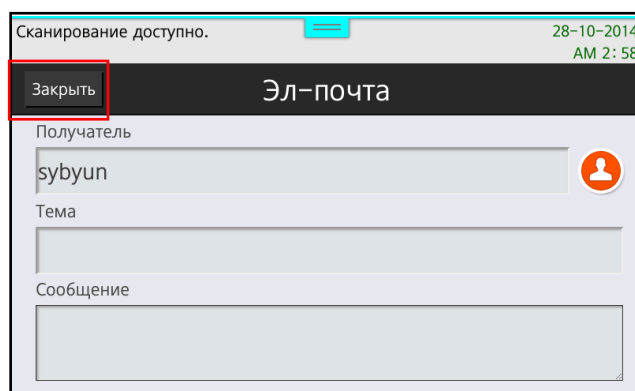 Сканирование доступно.
28-10-2014
AM 2:58
Закрыть
Эл-почта
Получатель
sybyun
Тема
Сообщение